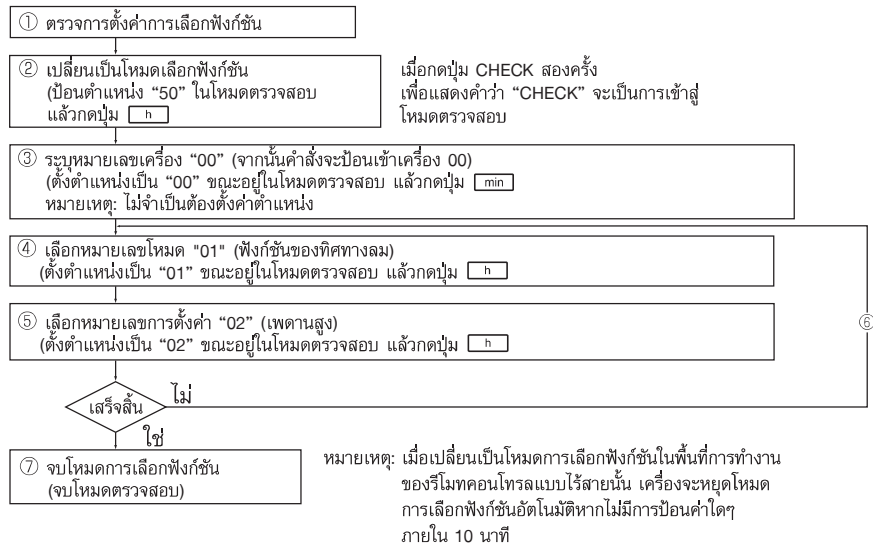 ① ตรวจการตั้งค่าการเลือกฟังก์ชัน
② เปลี่ยนเป็นโหมดเลือกฟังก์ชัน
(ป้อนตำแหน่ง “50” ในโหมดตรวจสอบ
แล้วกดปุ่ม h
เมื่อกดปุ่ม CHECK สองครั้ง
เพื่อแสดงคำว่า “CHECK” จะเป็นการเข้าสู่
โหมดตรวจสอบ
③ ระบุหมายเลขเครื่อง “00” (จากนั้นคำสั่งจะป้อนเข้าเครื่อง 00)
(ตั้งตำแหน่งเป็น “00” ขณะอยู่ในโหมดตรวจสอบ แล้วกดปุ่ม min
หมายเหตุ: ไม่จำเป็นต้องตั้งค่าตำแหน่ง
④ เลือกหมายเลขโหมด "01" (ฟังก์ชันของทิศทางลม)
(ตั้งตำแหน่งเป็น “01” ขณะอยู่ในโหมดตรวจสอบ แล้วกดปุ่ม h
⑤ เลือกหมายเลขการตั้งค่า “02” (เพดานสูง)
(ตั้งตำแหน่งเป็น “02” ขณะอยู่ในโหมดตรวจสอบ แล้วกดปุ่ม h
⑥
เสร็จสิ้น
ไม่
ใช่
⑦ จบโหมดการเลือกฟังก์ชัน
(จบโหมดตรวจสอบ)
หมายเหตุ: เมื่อเปลี่ยนเป็นโหมดการเลือกฟังก์ชันในพื้นที่การทำงาน
ของรีโมทคอนโทรลแบบไร้สายนั้น เครื่องจะหยุดโหมด
การเลือกฟังก์ชันอัตโนมัติหากไม่มีการป้อนค่าใดๆ
ภายใน 10 นาที